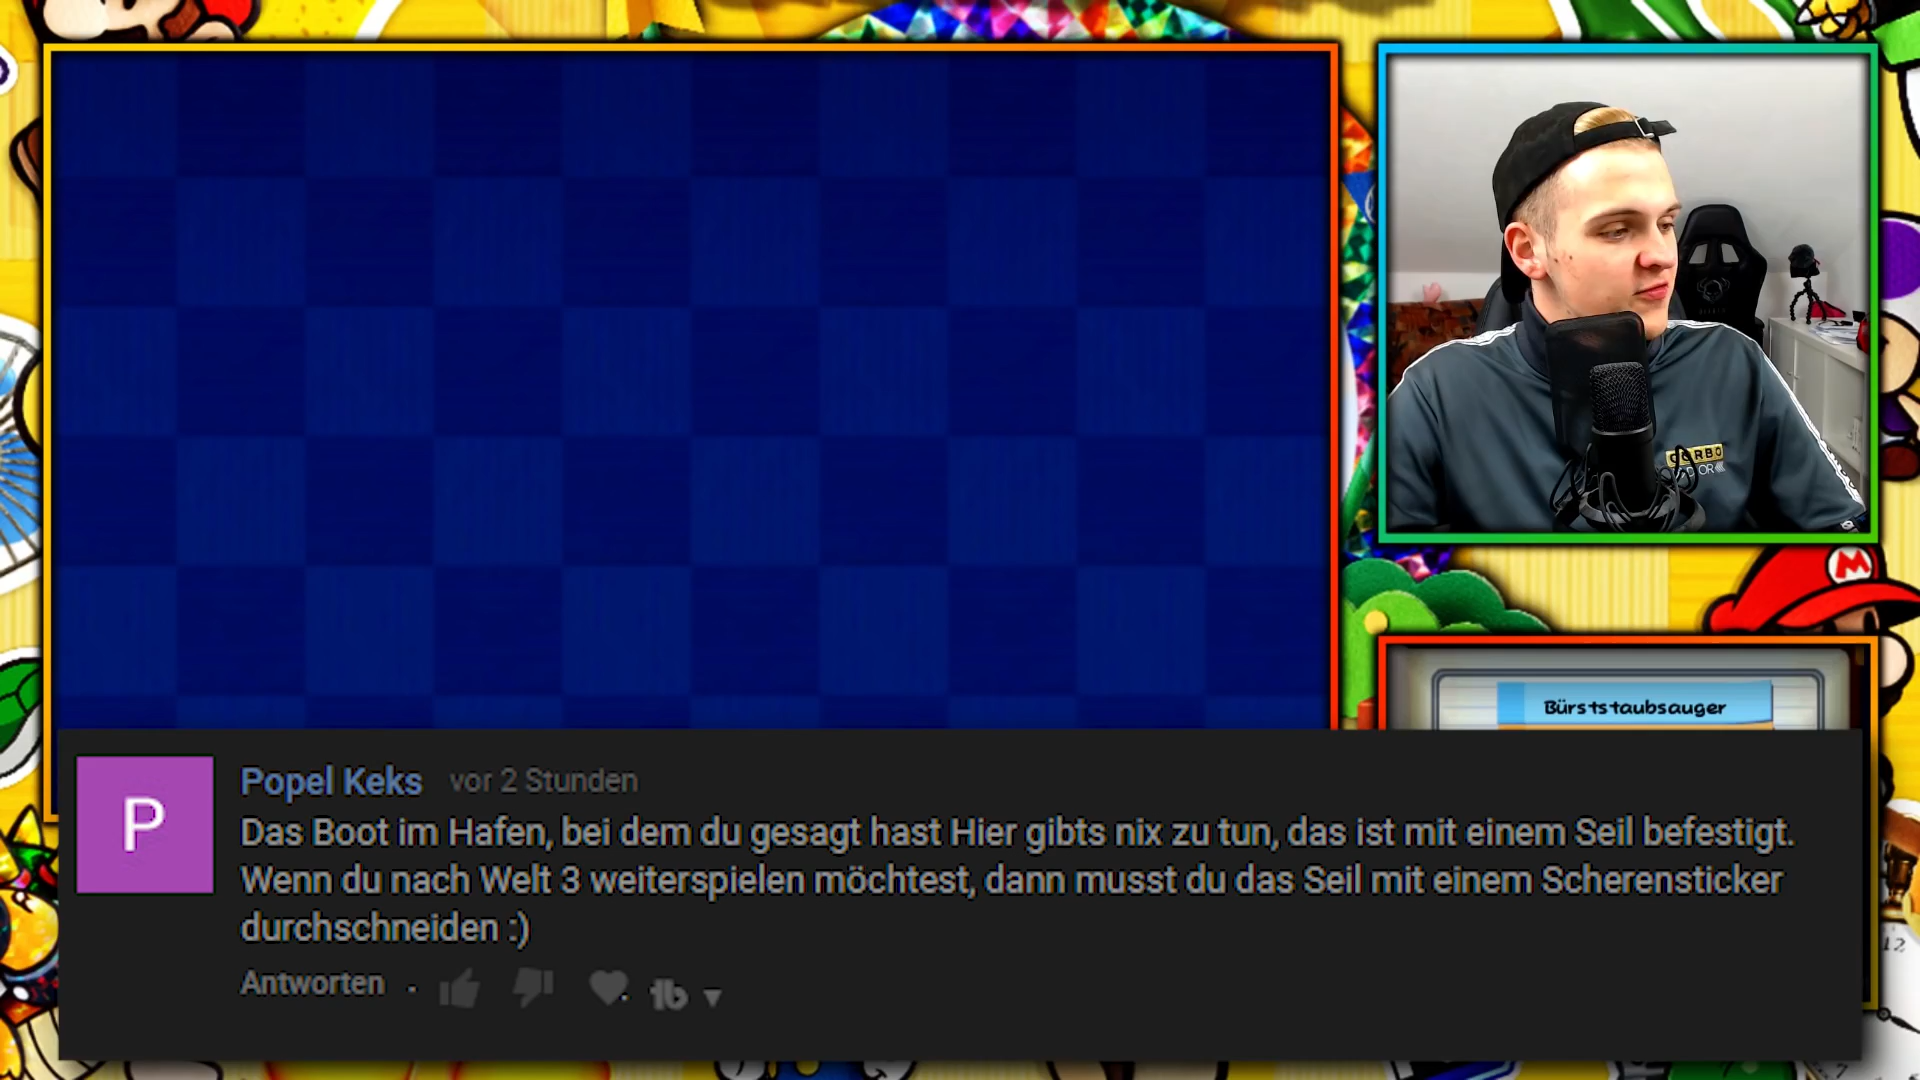 M
Bürststaubsauger
P
Popel Keks vor 2 Stunden
Das Boot im Hafen, bei dem du gesagt hast Hier gibts nix zu tun, das ist mit einem Seil befestigt.
Wenn du nach Welt 3 weiterspielen möchtest, dann musst du das Seil mit einem Scherensticker
durchschneiden :)
Antworten
12